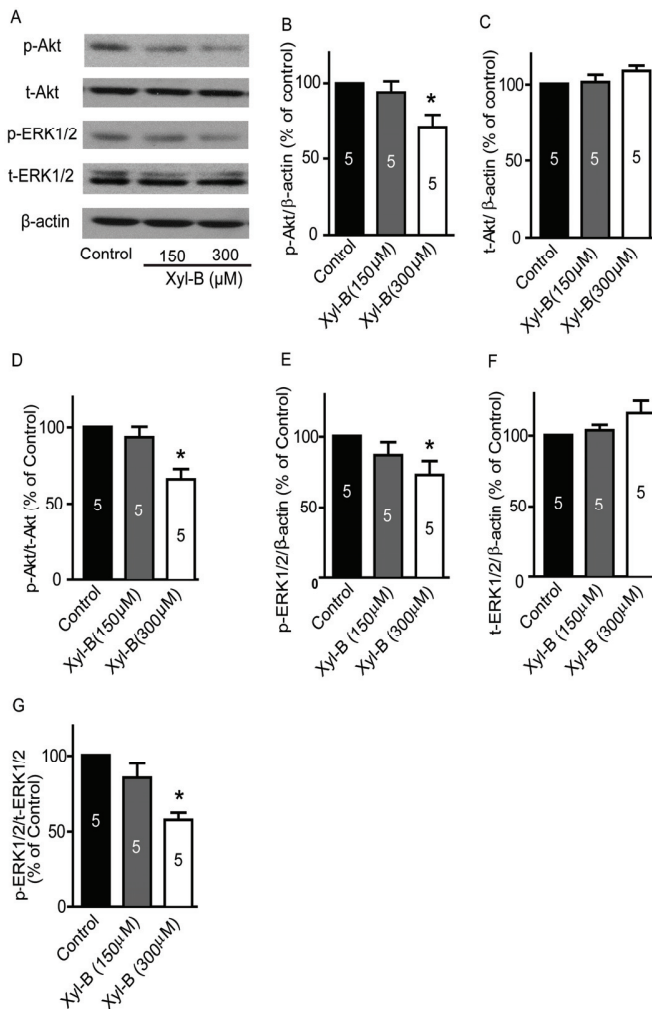 A
p-Akt
t-Akt
p-ERK1/2
t-ERK1/2
β-actin
Control 150 300
Xyl-B (µM)
B
p-Akt/β-actin (% of control)
100
50
0
5
5
5
*
Control
Xyl-B(150µM)
Xyl-B(300µM)
C
t-Akt/ β-actin (% of control)
100
50
0
5
5
5
Control
Xyl-B(150µM)
Xyl-B(300µM)
D
p-Akt/t-Akt (% of Control)
100
50
0
5
5
5
*
Control
Xyl-B(150µM)
Xyl-B(300µM)
E
p-ERK1/2/β-actin (% of Control)
100
50
0
5
5
5
*
Control
Xyl-B (150µM)
Xyl-B (300µM)
F
t-ERK1/2/β-actin (% of Control)
100
50
0
5
5
5
Control
Xyl-B (150µM)
Xyl-B (300µM)
G
p-ERK1/2/t-ERK1/2
(% of Control)
100
50
0
5
5
5
*
Control
Xyl-B (150µM)
Xyl-B (300µM)